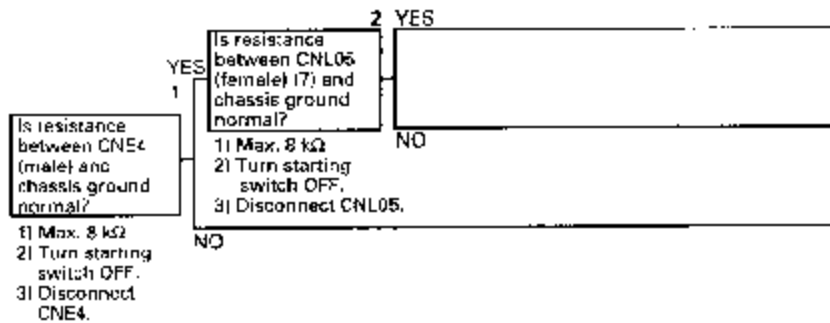 Is resistance
between CNE4
(male) and
chassis ground
normal?
1) Max. 8 kΩ
2) Turn starting
switch OFF.
3) Disconnect
CNE4.
YES
1
Is resistance
between CNL05
(female) (7) and
chassis ground
normal?
1) Max. 8 kΩ
2) Turn starting
switch OFF.
3) Disconnect CNL05.
2 YES
NO
NO